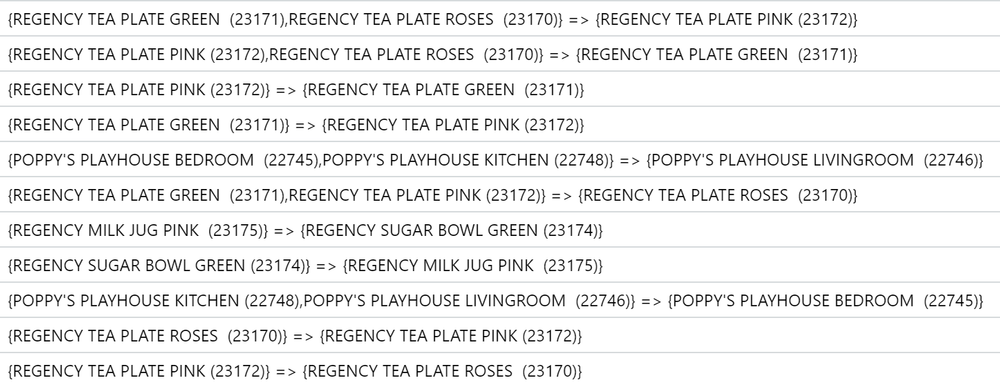 {REGENCY TEA PLATE GREEN  (23171),REGENCY TEA PLATE ROSES  (23170)} => {REGENCY TEA PLATE PINK (23172)}
{REGENCY TEA PLATE PINK (23172),REGENCY TEA PLATE ROSES  (23170)} => {REGENCY TEA PLATE GREEN  (23171)}
{REGENCY TEA PLATE PINK (23172)} => {REGENCY TEA PLATE GREEN  (23171)}
{REGENCY TEA PLATE GREEN  (23171)} => {REGENCY TEA PLATE PINK (23172)}
{POPPY'S PLAYHOUSE BEDROOM  (22745),POPPY'S PLAYHOUSE KITCHEN (22748)} => {POPPY'S PLAYHOUSE LIVINGROOM  (22746)}
{REGENCY TEA PLATE GREEN  (23171),REGENCY TEA PLATE PINK (23172)} => {REGENCY TEA PLATE ROSES  (23170)}
{REGENCY MILK JUG PINK  (23175)} => {REGENCY SUGAR BOWL GREEN (23174)}
{REGENCY SUGAR BOWL GREEN (23174)} => {REGENCY MILK JUG PINK  (23175)}
{POPPY'S PLAYHOUSE KITCHEN (22748),POPPY'S PLAYHOUSE LIVINGROOM  (22746)} => {POPPY'S PLAYHOUSE BEDROOM  (22745)}
{REGENCY TEA PLATE ROSES  (23170)} => {REGENCY TEA PLATE PINK (23172)}
{REGENCY TEA PLATE PINK (23172)} => {REGENCY TEA PLATE ROSES  (23170)}